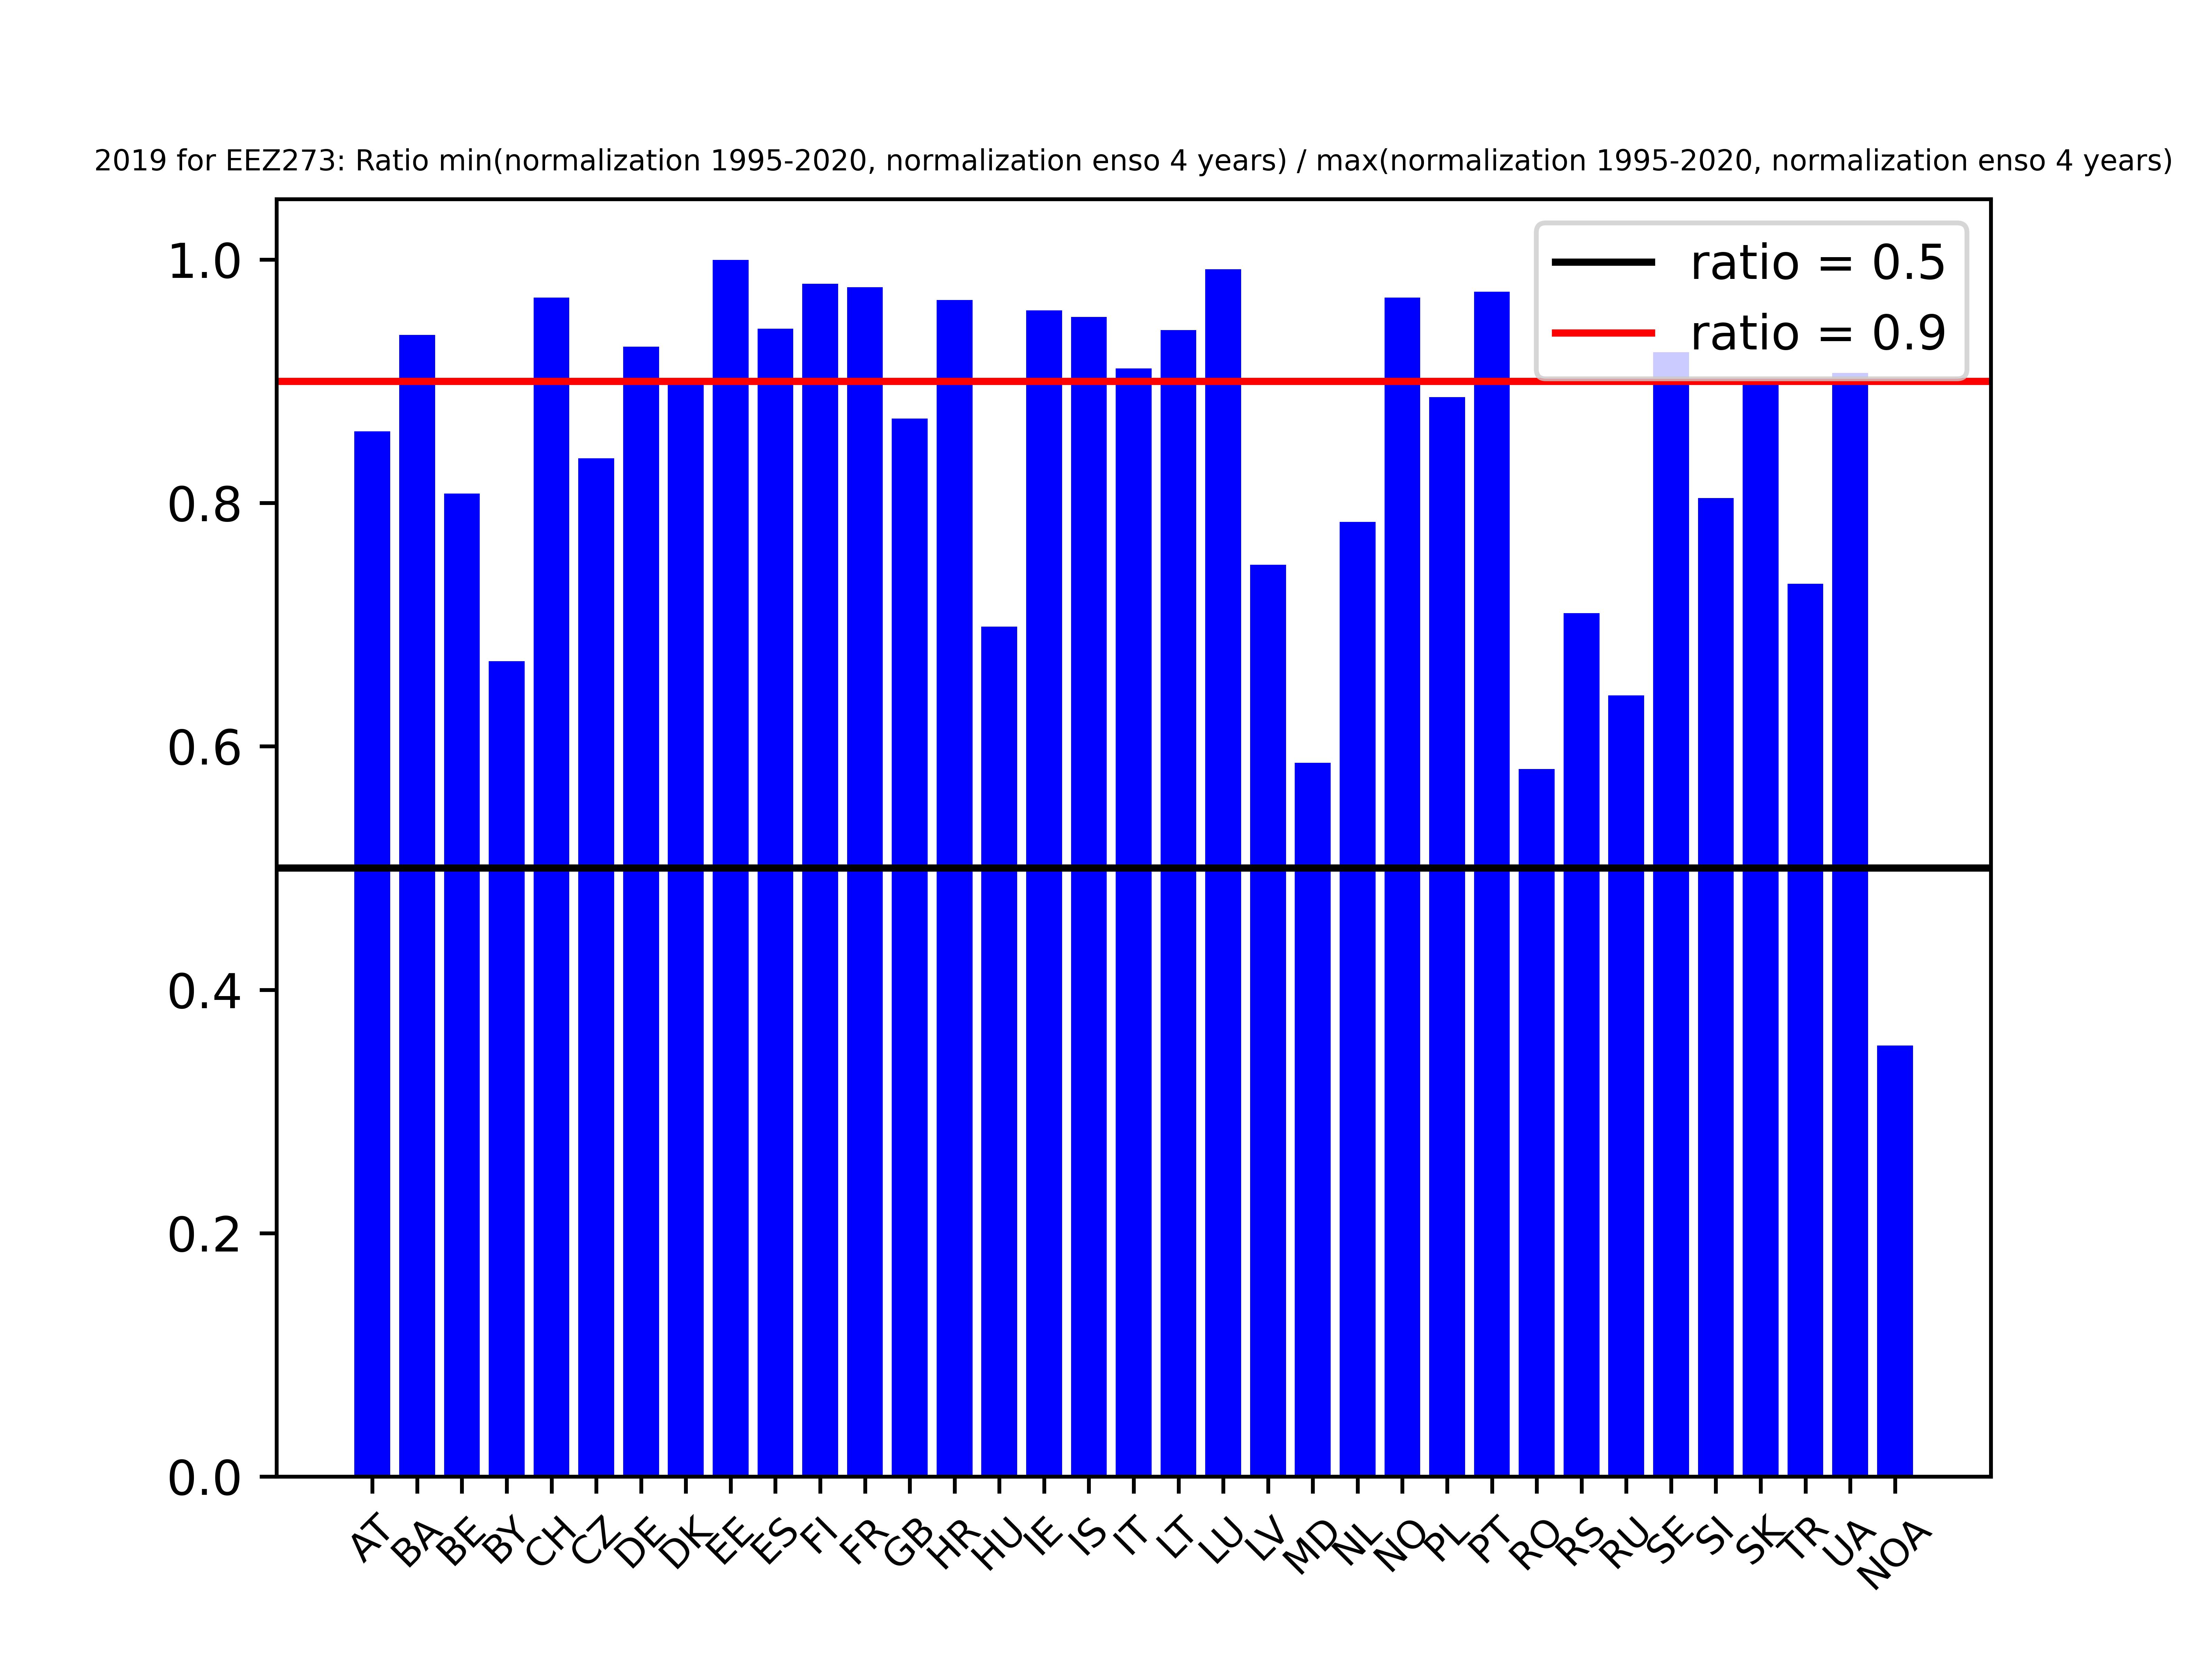 2019 for EEZ273: Ratio min(normalization 1995-2020, normalization enso 4 years) / max(normalization 1995-2020, normalization enso 4 years)
ratio = 0.5
ratio = 0.9
1.0
0.8
0.6
0.4
0.2
0.0
AT BA BE BY CH CZ DE DK EE ES FI FR GB HR HU IE IS IT LT LU LV MD NL NO PL PT RO RS RU SE SI SK TR UA NOA